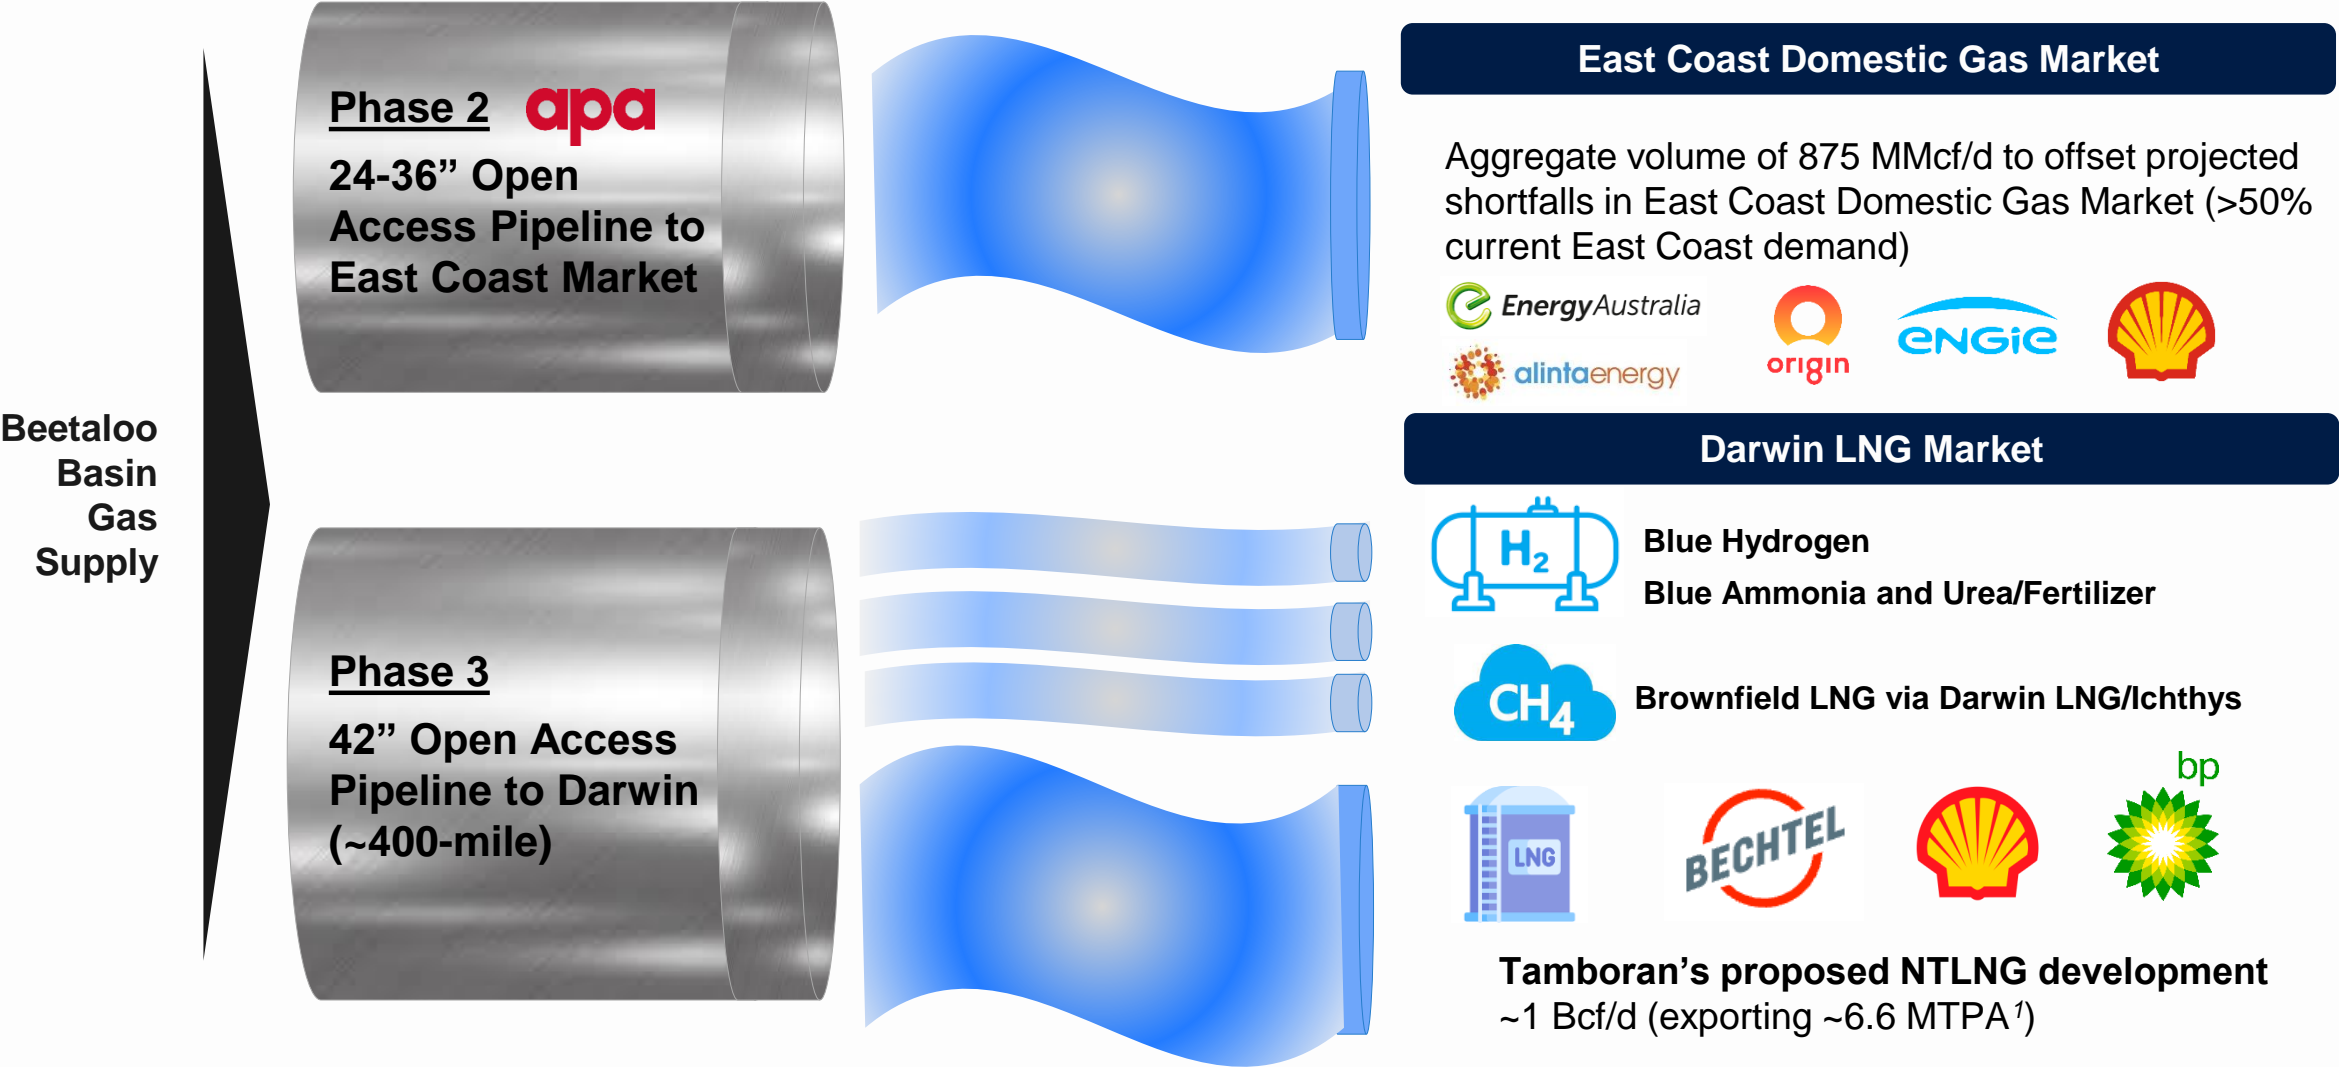 Beetaloo
Basin
Gas
Supply
Phase 2 apa
24-36” Open
Access Pipeline to
East Coast Market
East Coast Domestic Gas Market
Aggregate volume of 875 MMcf/d to offset projected
shortfalls in East Coast Domestic Gas Market (>50%
current East Coast demand)
EnergyAustralia
alintaenergy
origin
ENGIE
Phase 3
42” Open Access
Pipeline to Darwin
(~400-mile)
Darwin LNG Market
H2
Blue Hydrogen
Blue Ammonia and Urea/Fertilizer
CH4
Brownfield LNG via Darwin LNG/Ichthys
LNG
BECHTEL
bp
Tamboran’s proposed NTLNG development
~1 Bcf/d (exporting ~6.6 MTPA¹)